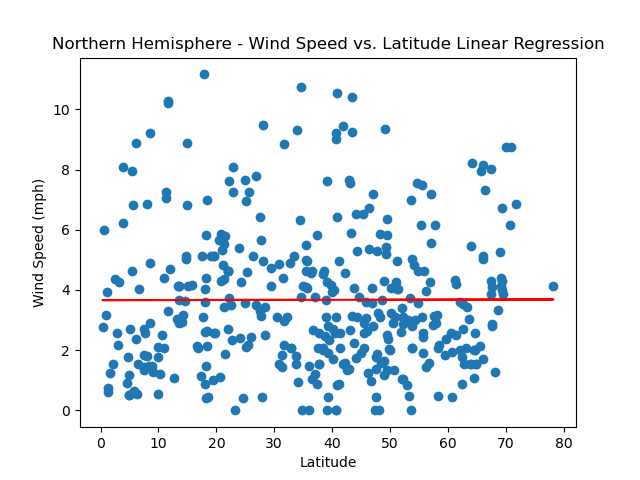 Northern Hemisphere - Wind Speed vs. Latitude Linear Regression
10
8
6
4
2
0
Wind Speed (mph)
0 10 20 30 40 50 60 70 80
Latitude